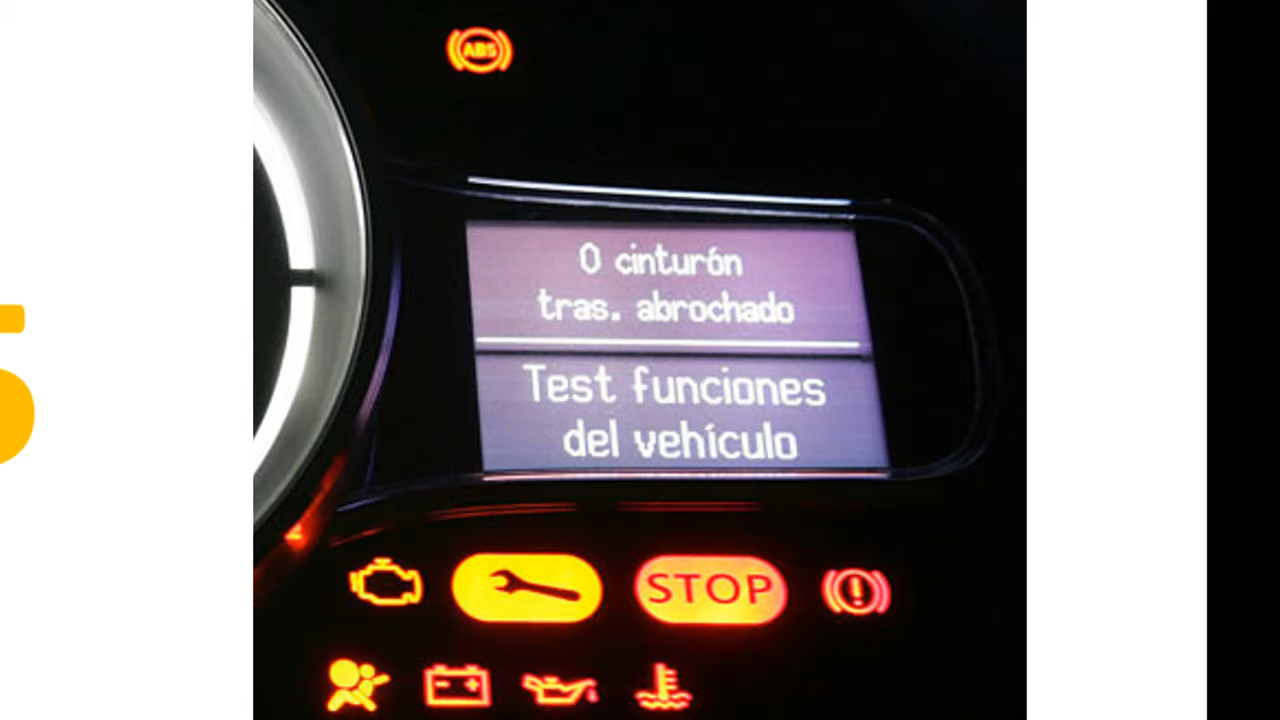 ABS
0 cinturón
tras. abrochado
Test funciones
del vehículo
STOP